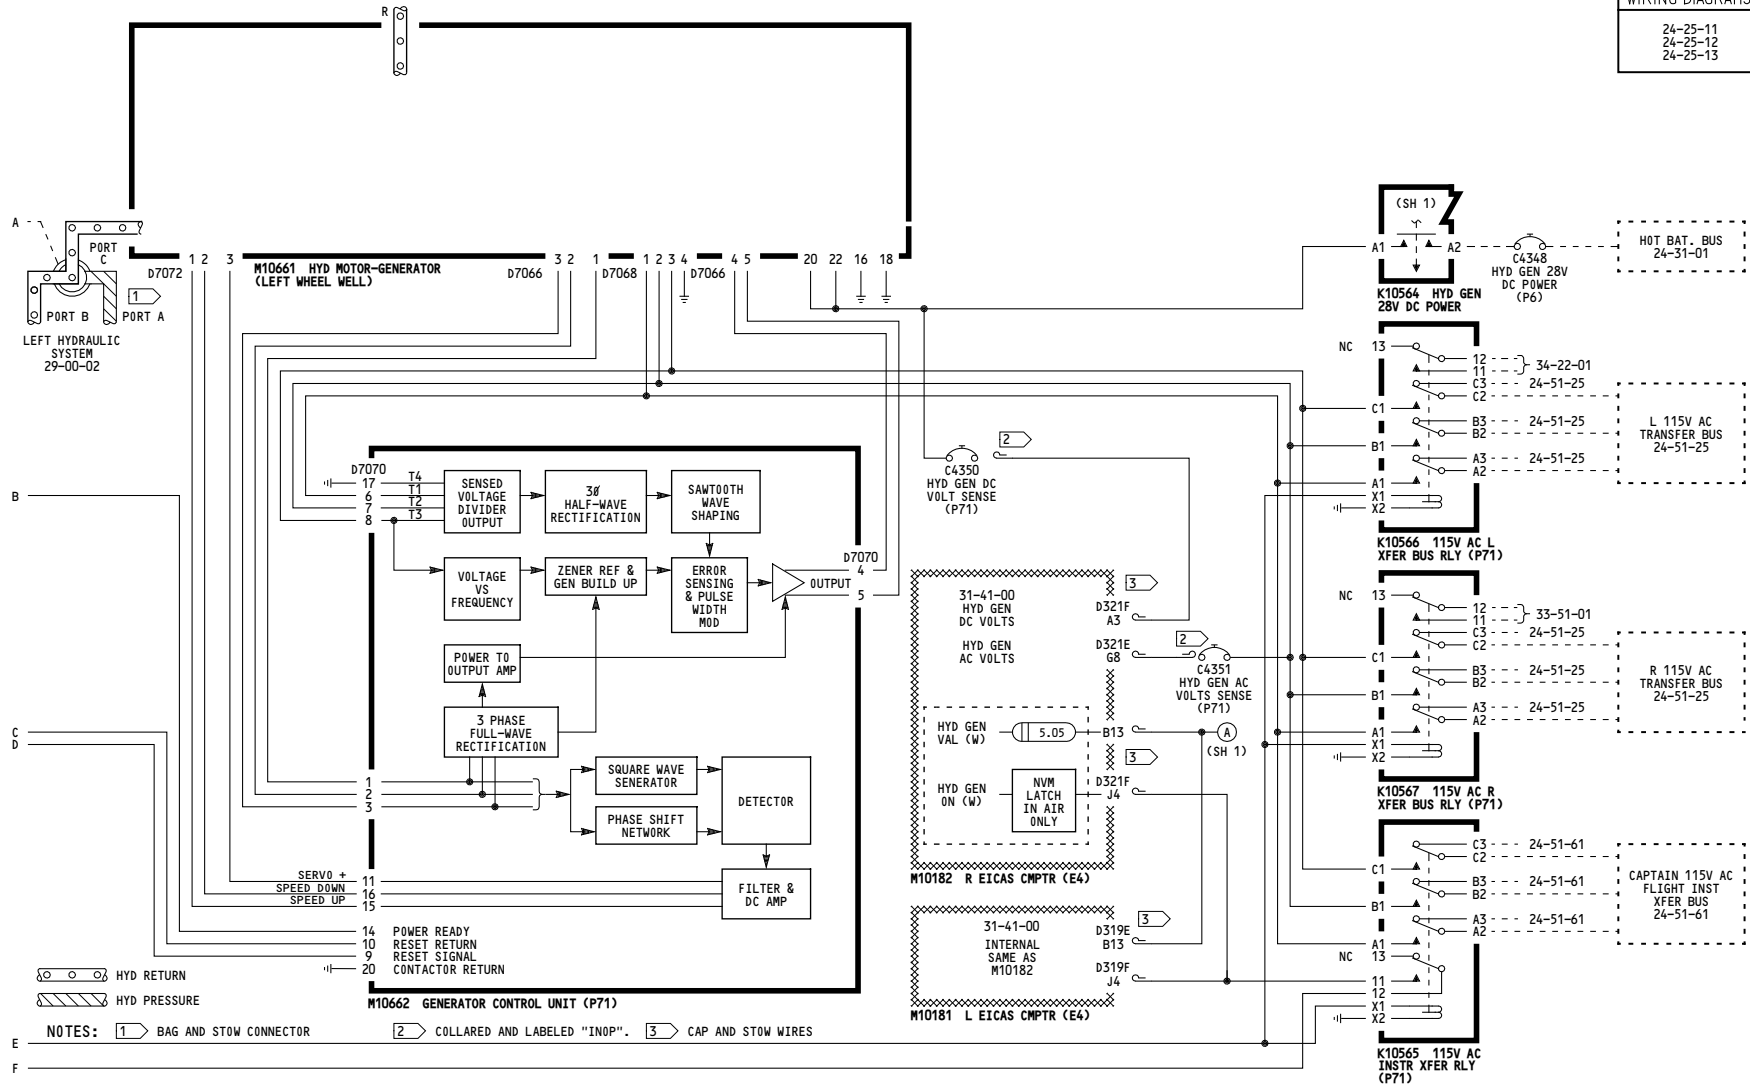 WIRING DIAGRAMS
24-25-11
24-25-12
24-25-13
R
A
PORT C
PORT B
PORT A
1
LEFT HYDRAULIC
SYSTEM
29-00-02
D7072 1 2 3
M10661 HYD MOTOR-GENERATOR
(LEFT WHEEL WELL)
D7066 3 2 1
D7068 1 2 3 4
D7066 4 5 20 22 16 18
(SH 1)
A1 A2
K10564 HYD GEN
28V DC POWER
C4348
HYD GEN 28V
DC POWER
(P6)
HOT BAT. BUS
24-31-01
NC 13
12
11
34-22-01
C3 24-51-25
C2
C1
B3 24-51-25
B2
B1
A3 24-51-25
A2
A1
X1
X2
K10566 115V AC L
XFER BUS RLY (P71)
L 115V AC
TRANSFER BUS
24-51-25
NC 13
12
11
33-51-01
C3 24-51-25
C2
C1
B3 24-51-25
B2
B1
A3 24-51-25
A2
A1
X1
X2
K10567 115V AC R
XFER BUS RLY (P71)
R 115V AC
TRANSFER BUS
24-51-25
C3 24-51-61
C2
C1
B3 24-51-61
B2
B1
A3 24-51-61
A2
A1
NC 13
11
12
X1
X2
K10565 115V AC
INSTR XFER RLY
(P71)
CAPTAIN 115V AC
FLIGHT INST
XFER BUS
24-51-61
B
C
D
E
F
D7070
17 T4
6 T1
7 T2
8 T3
SENSED
VOLTAGE
DIVIDER
OUTPUT
3Ø
HALF-WAVE
RECTIFICATION
SAWTOOTH
WAVE
SHAPING
VOLTAGE
VS
FREQUENCY
ZENER REF &
GEN BUILD UP
ERROR
SENSING
& PULSE
WIDTH
MOD
OUTPUT
D7070
4
5
POWER TO
OUTPUT AMP
3 PHASE
FULL-WAVE
RECTIFICATION
1
2
3
SQUARE WAVE
SENERATOR
PHASE SHIFT
NETWORK
DETECTOR
FILTER &
DC AMP
SERVO + 11
SPEED DOWN 16
SPEED UP 15
14 POWER READY
10 RESET RETURN
9 RESET SIGNAL
20 CONTACTOR RETURN
M10662 GENERATOR CONTROL UNIT (P71)
C4350
HYD GEN DC
VOLT SENSE
(P71)
2
31-41-00
HYD GEN
DC VOLTS
HYD GEN
AC VOLTS
3
D321F
A3
D321E
G8
2
C4351
HYD GEN AC
VOLTS SENSE
(P71)
HYD GEN
VAL (W)
5.05
B13
A
(SH 1)
3
HYD GEN
ON (W)
NVM
LATCH
IN AIR
ONLY
D321F
J4
M10182 R EICAS CMPTR (E4)
31-41-00
INTERNAL
SAME AS
M10182
3
D319E
B13
D319F
J4
M10181 L EICAS CMPTR (E4)
HYD RETURN
HYD PRESSURE
NOTES: 1 BAG AND STOW CONNECTOR 2 COLLARED AND LABELED "INOP". 3 CAP AND STOW WIRES